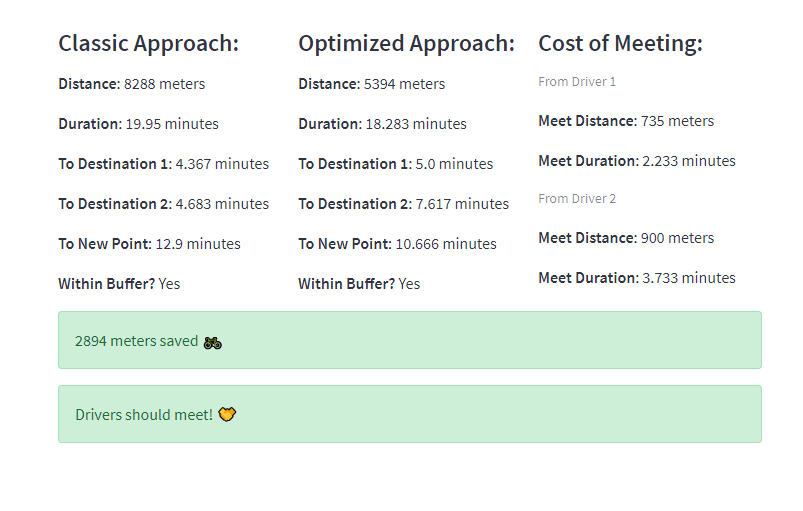 Classic Approach:
Distance: 8288 meters
Duration: 19.95 minutes
To Destination 1: 4.367 minutes
To Destination 2: 4.683 minutes
To New Point: 12.9 minutes
Within Buffer? Yes
Optimized Approach:
Distance: 5394 meters
Duration: 18.283 minutes
To Destination 1: 5.0 minutes
To Destination 2: 7.617 minutes
To New Point: 10.666 minutes
Within Buffer? Yes
Cost of Meeting:
From Driver 1
Meet Distance: 735 meters
Meet Duration: 2.233 minutes
From Driver 2
Meet Distance: 900 meters
Meet Duration: 3.733 minutes
2894 meters saved
Drivers should meet!